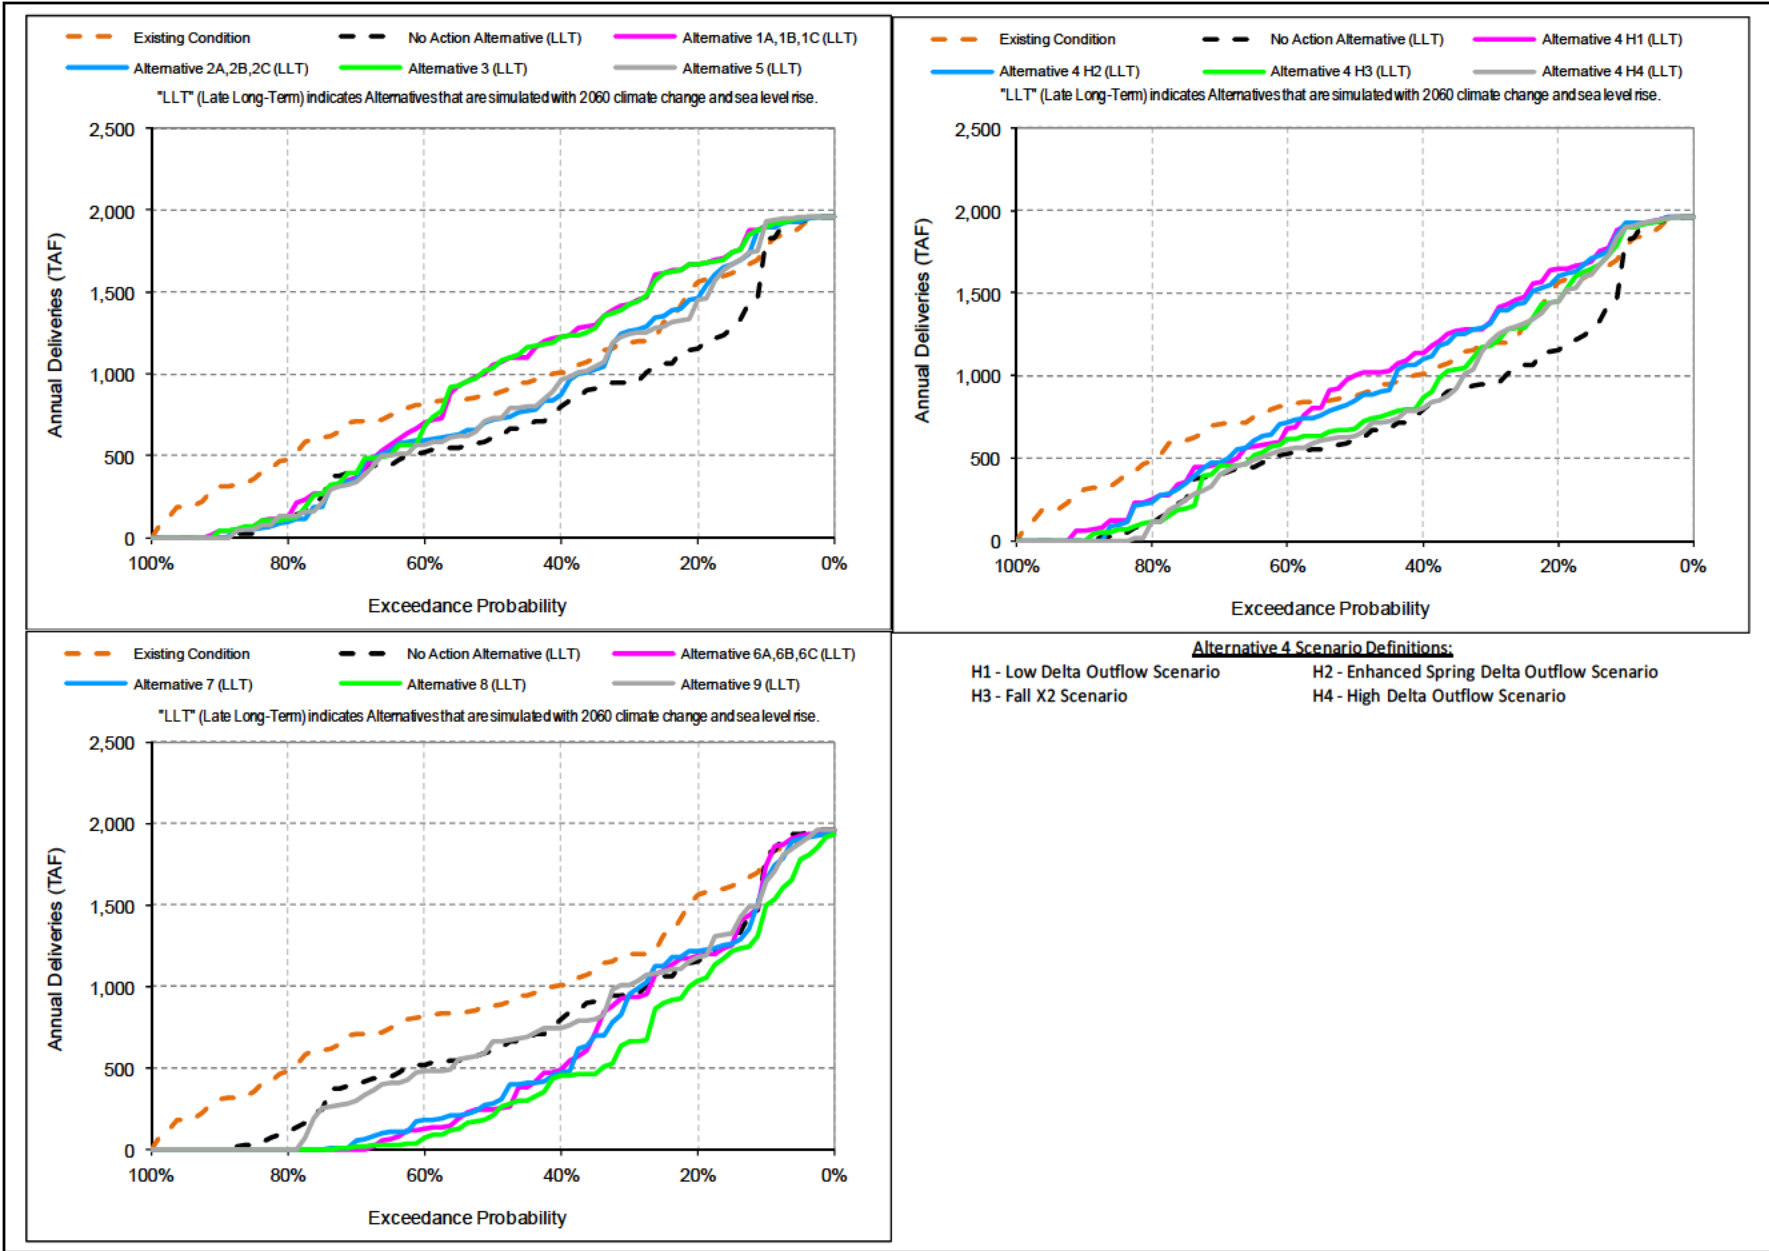 Existing Condition
No Action Alternative (LLT)
Alternative 1A,1B,1C (LLT)
Alternative 2A,2B,2C (LLT)
Alternative 3 (LLT)
Alternative 5 (LLT)
"LLT" (Late Long-Term) indicates Alternatives that are simulated with 2060 climate change and sea level rise.
2,500
2,000
1,500
1,000
500
0
Annual Deliveries (TAF)
100% 80% 60% 40% 20% 0%
Exceedance Probability
Existing Condition
No Action Alternative (LLT)
Alternative 4 H1 (LLT)
Alternative 4 H2 (LLT)
Alternative 4 H3 (LLT)
Alternative 4 H4 (LLT)
"LLT" (Late Long-Term) indicates Alternatives that are simulated with 2060 climate change and sea level rise.
2,500
2,000
1,500
1,000
500
0
Annual Deliveries (TAF)
100% 80% 60% 40% 20% 0%
Exceedance Probability
Existing Condition
No Action Alternative (LLT)
Alternative 6A,6B,6C (LLT)
Alternative 7 (LLT)
Alternative 8 (LLT)
Alternative 9 (LLT)
"LLT" (Late Long-Term) indicates Alternatives that are simulated with 2060 climate change and sea level rise.
2,500
2,000
1,500
1,000
500
0
Annual Deliveries (TAF)
100% 80% 60% 40% 20% 0%
Exceedance Probability
Alternative 4 Scenario Definitions:
H1 - Low Delta Outflow Scenario
H2 - Enhanced Spring Delta Outflow Scenario
H3 - Fall X2 Scenario
H4 - High Delta Outflow Scenario